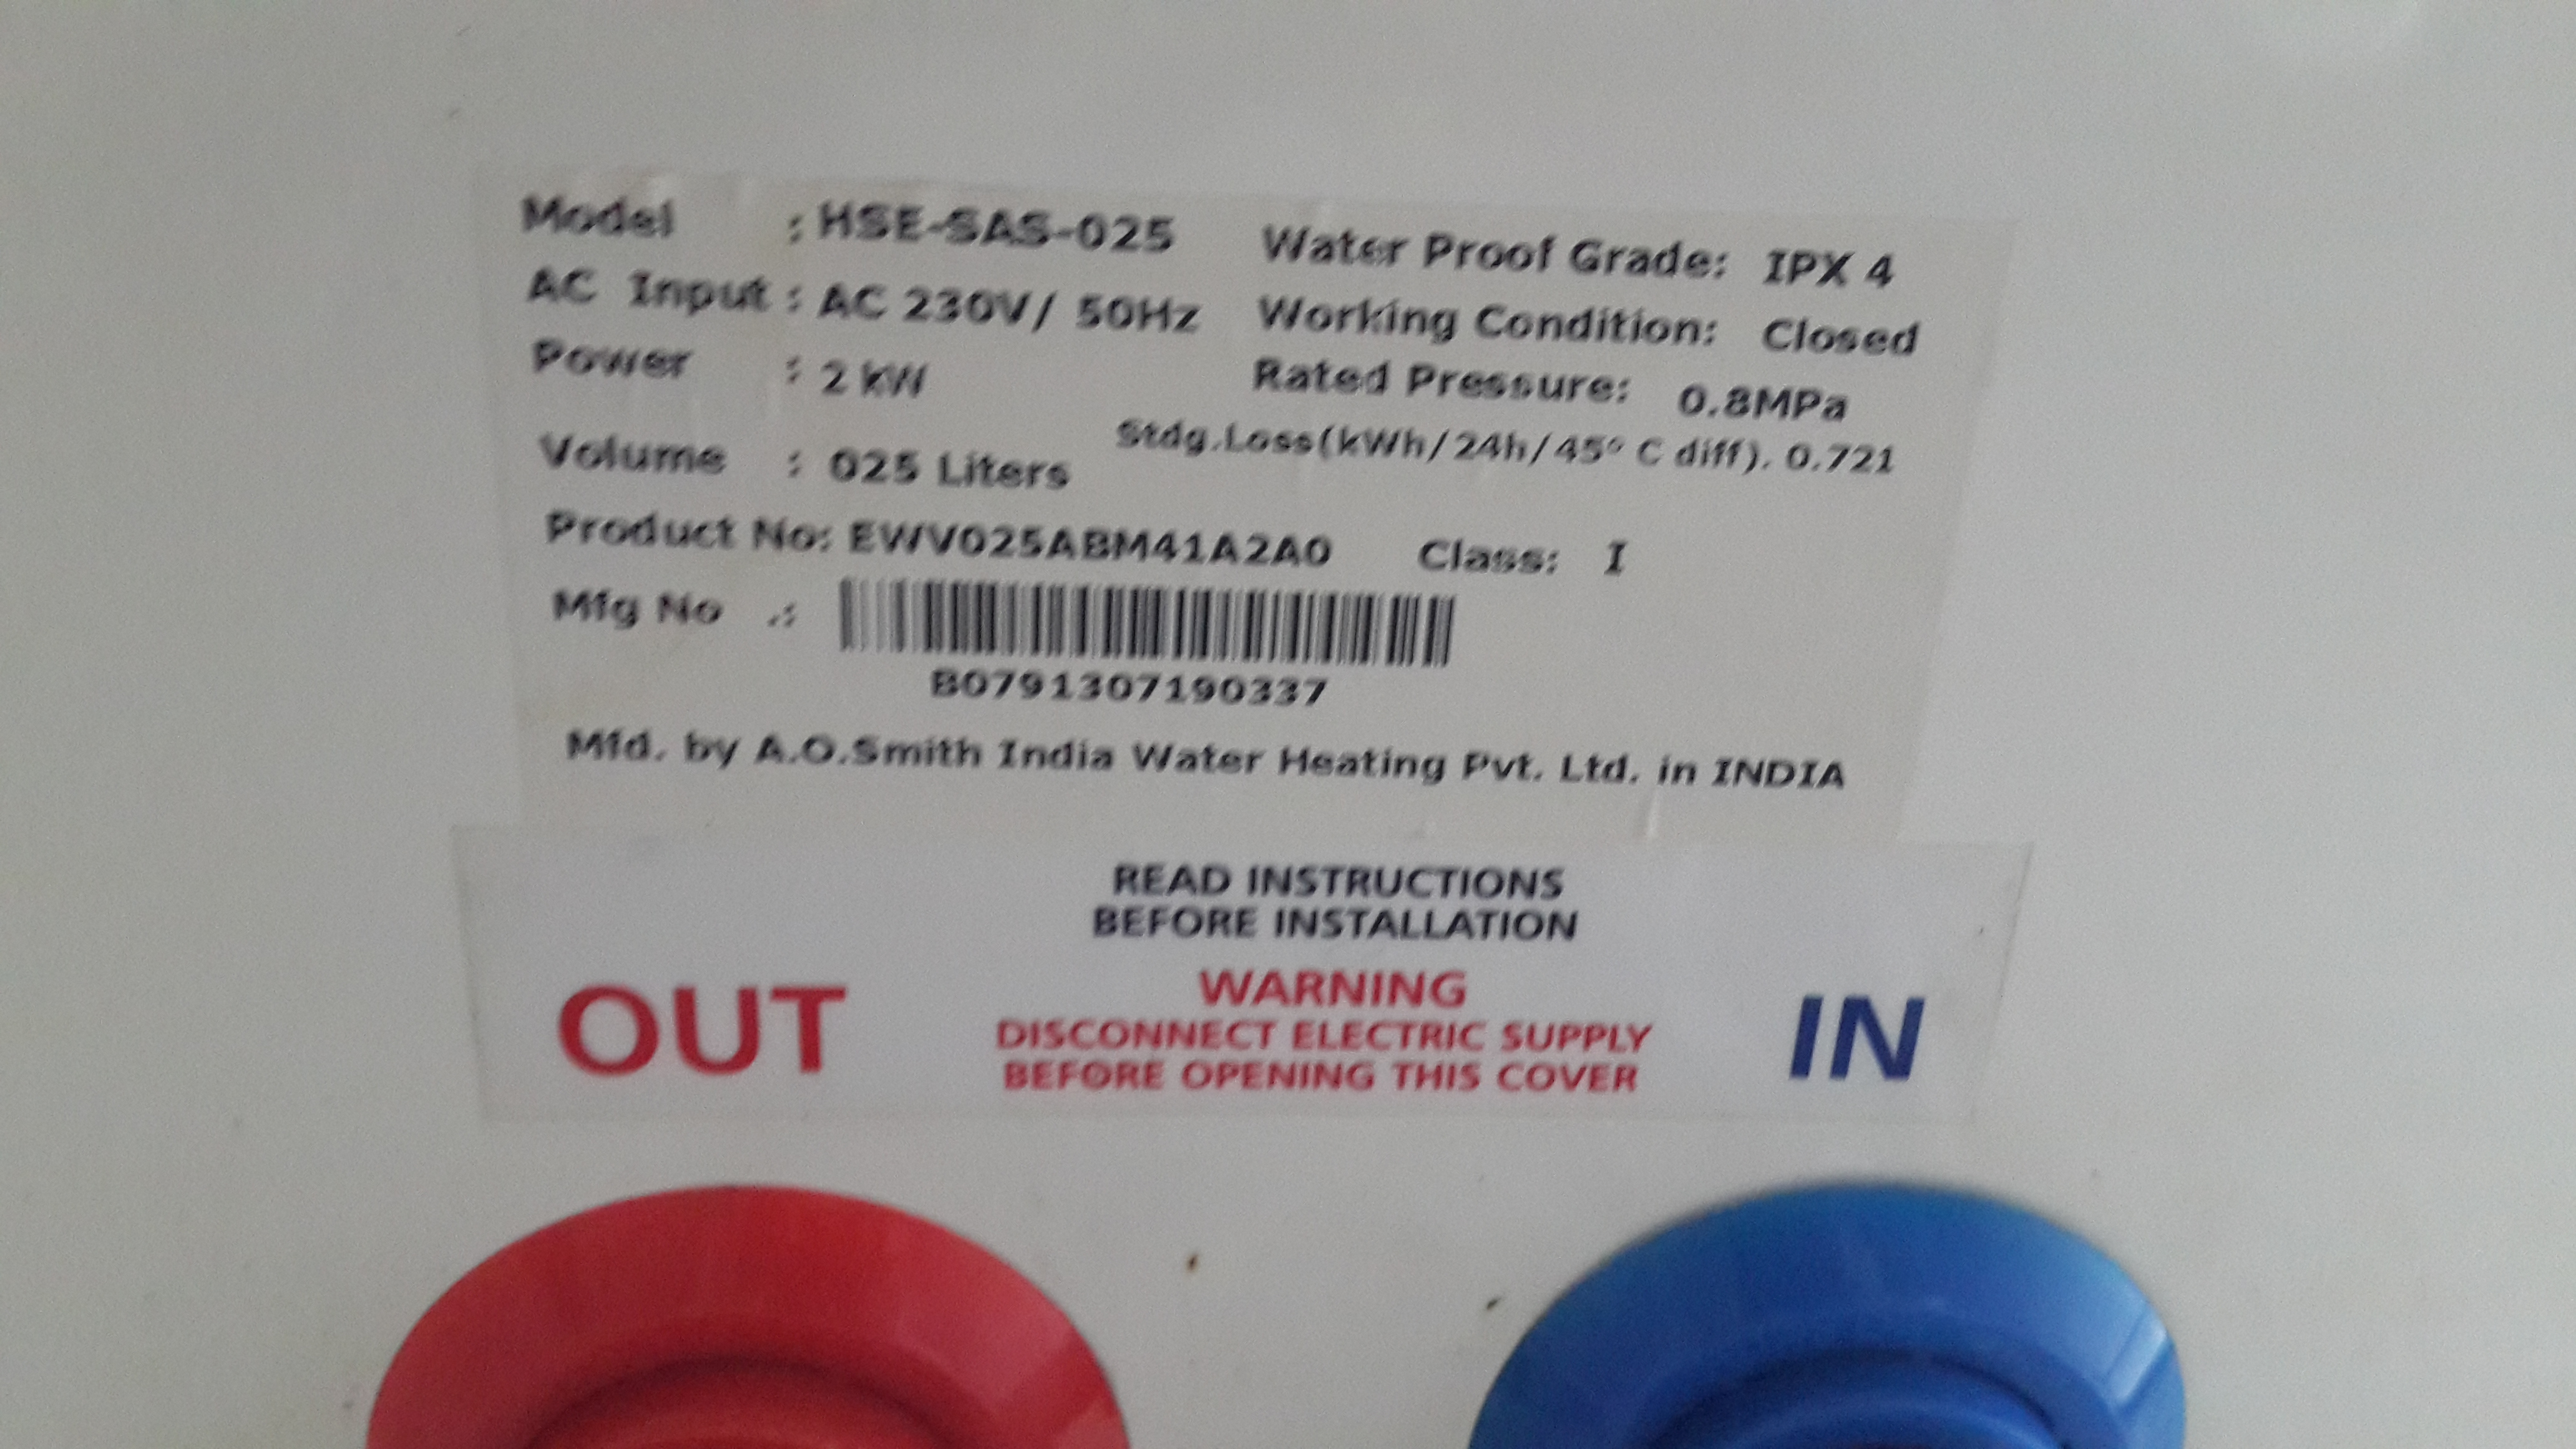 Model : HSE-SAS-025 Water Proof Grade: IPX 4
AC Input : AC 230V/ 50Hz Working Condition: Closed
Power : 2 kW Rated Pressure: 0.8MPa
Stdg.Loss(kWh/24h/45° C diff). 0.721
Volume : 025 Liters
Product No: EWV025ABM41A2A0 Class: I
Mfg No .:
B0791307190337
Mfd. by A.O.Smith India Water Heating Pvt. Ltd. in INDIA
READ INSTRUCTIONS
BEFORE INSTALLATION
OUT
WARNING
DISCONNECT ELECTRIC SUPPLY
BEFORE OPENING THIS COVER
IN